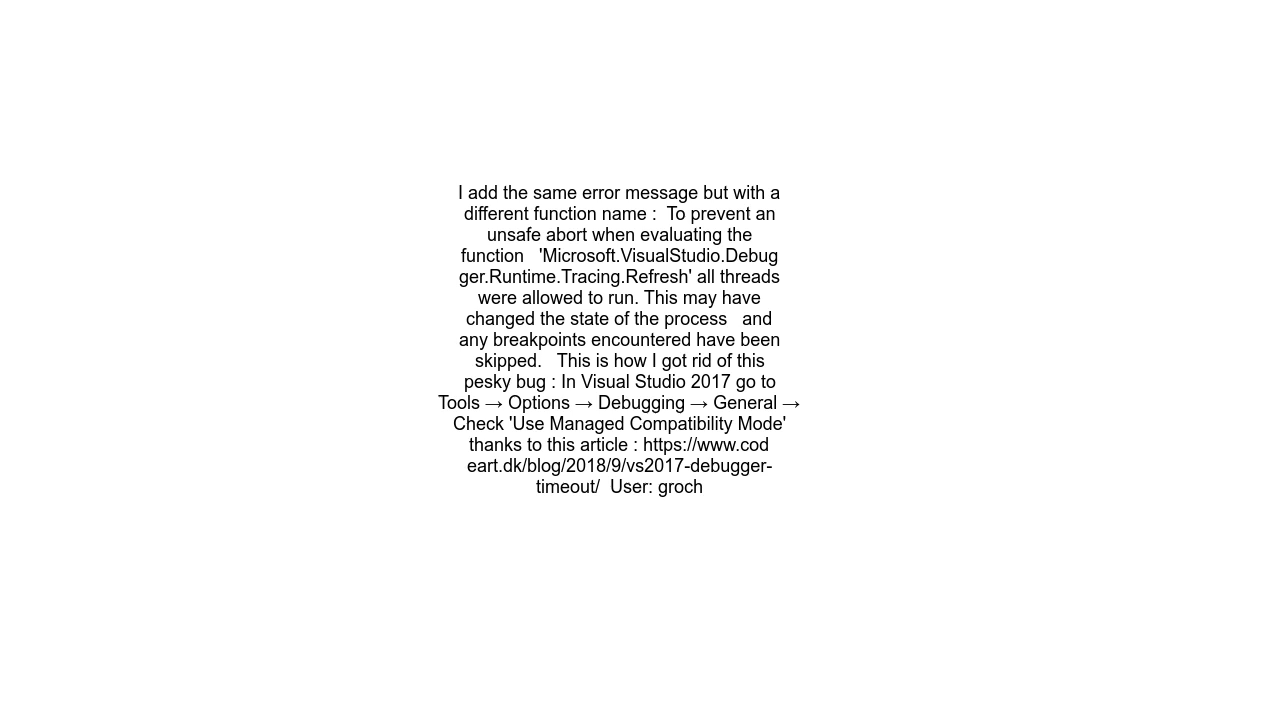 I add the same error message but with a
different function name :  To prevent an
unsafe abort when evaluating the
function   'Microsoft.VisualStudio.Debug
ger.Runtime.Tracing.Refresh' all threads
were allowed to run. This may have
changed the state of the process   and
any breakpoints encountered have been
skipped.   This is how I got rid of this
pesky bug : In Visual Studio 2017 go to
Tools → Options → Debugging → General →
Check 'Use Managed Compatibility Mode'
thanks to this article : https://www.cod
eart.dk/blog/2018/9/vs2017-debugger-
timeout/  User: groch